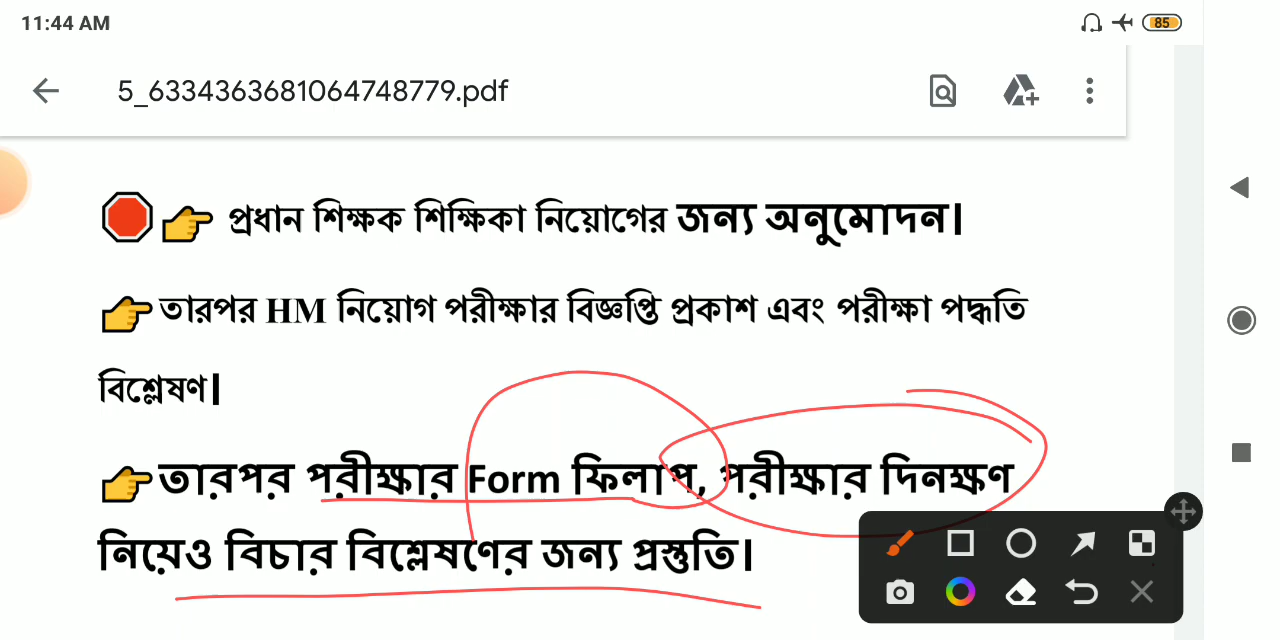 11:44 AM
85
5_6334363681064748779.pdf
🛑👉 প্রধান শিক্ষক শিক্ষিকা নিয়োগের জন্য অনুমোদন।
👉তারপর HM নিয়োগ পরীক্ষার বিজ্ঞপ্তি প্রকাশ এবং পরীক্ষা পদ্ধতি
বিশ্লেষণ।
👉তারপর পরীক্ষার Form ফিলাপ, পরীক্ষার দিনক্ষণ
নিয়েও বিচার বিশ্লেষণের জন্য প্রস্তুতি।